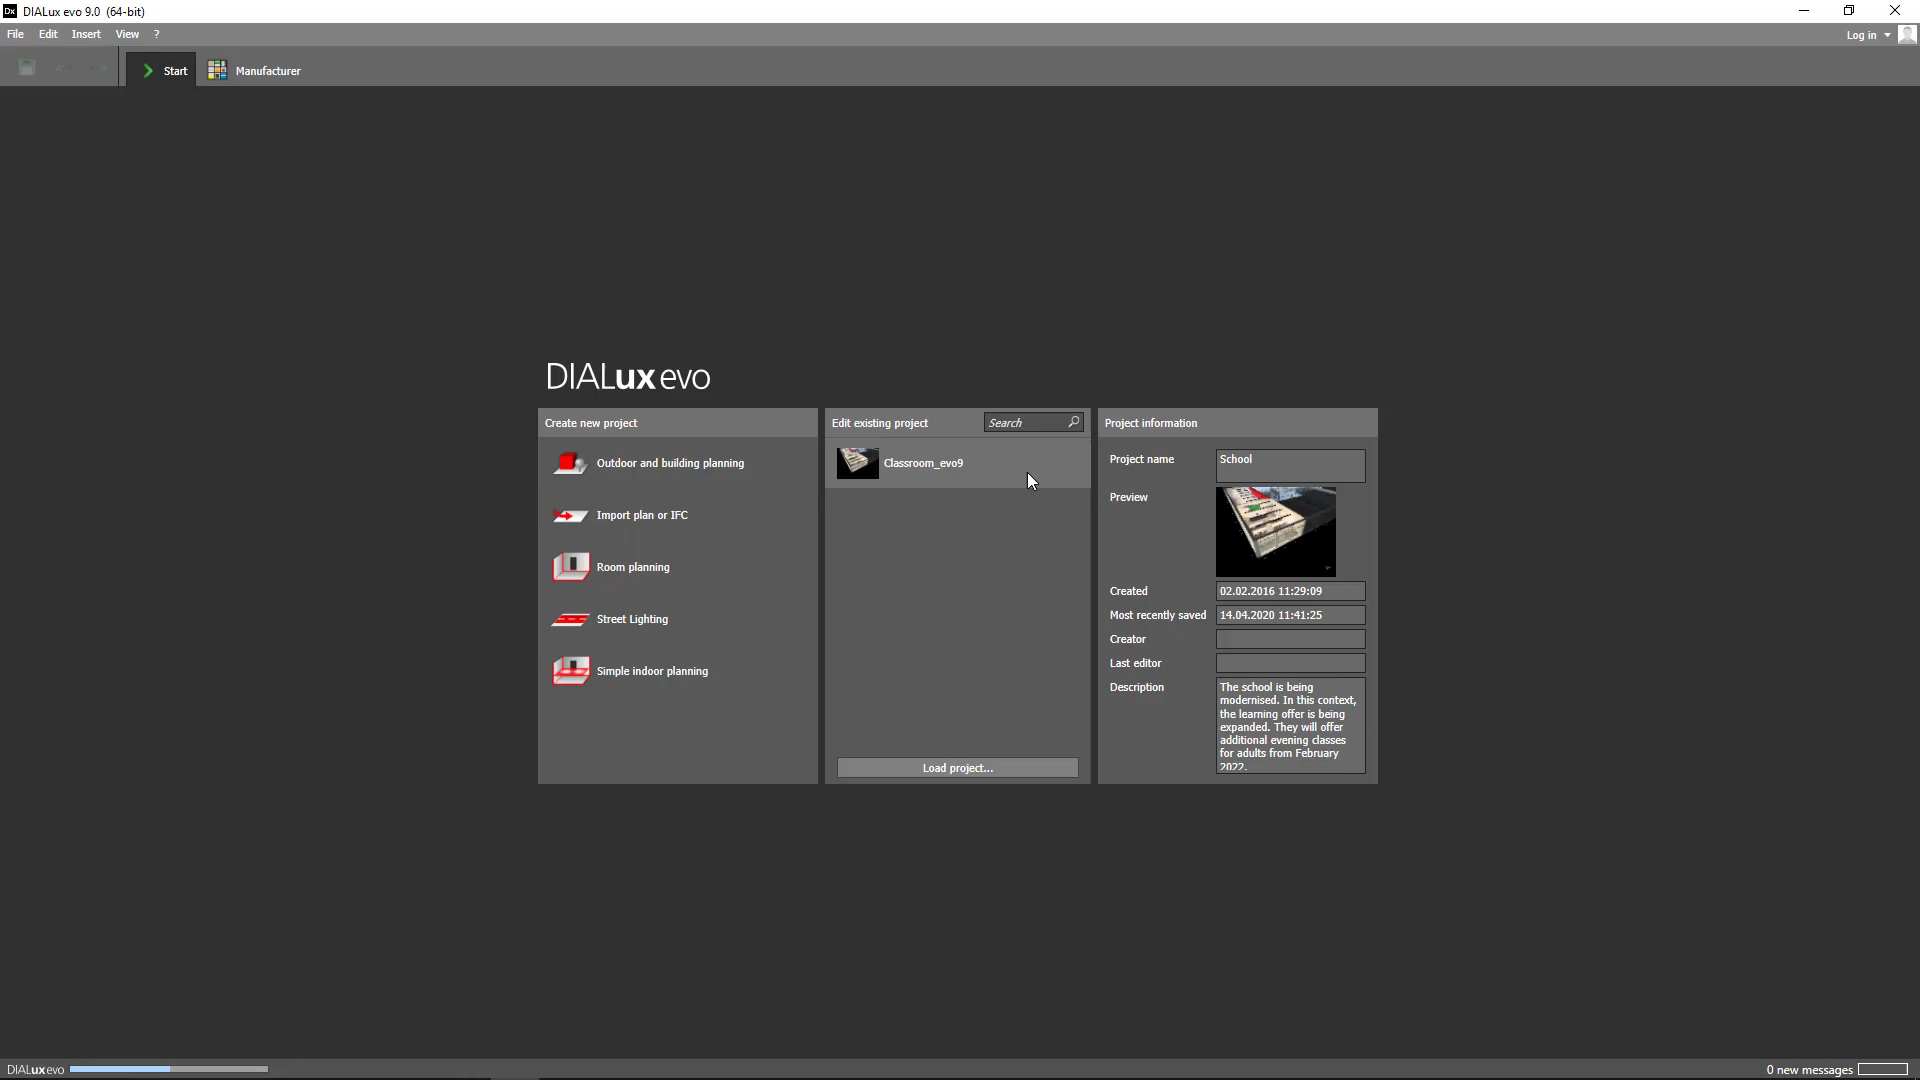 DIALux evo 9.0 (64-bit)
File Edit Insert View ?
Log in
Start Manufacturer
DIALux evo
Create new project
Outdoor and building planning
Import plan or IFC
Room planning
Street Lighting
Simple indoor planning
Edit existing project Search
Classroom_evo9
Load project...
Project information
Project name School
Preview
Created 02.02.2016 11:29:09
Most recently saved 14.04.2020 11:41:25
Creator
Last editor
Description The school is being
modernised. In this context,
the learning offer is being
expanded. They will offer
additional evening classes
for adults from February
2022.
DIALux evo
0 new messages